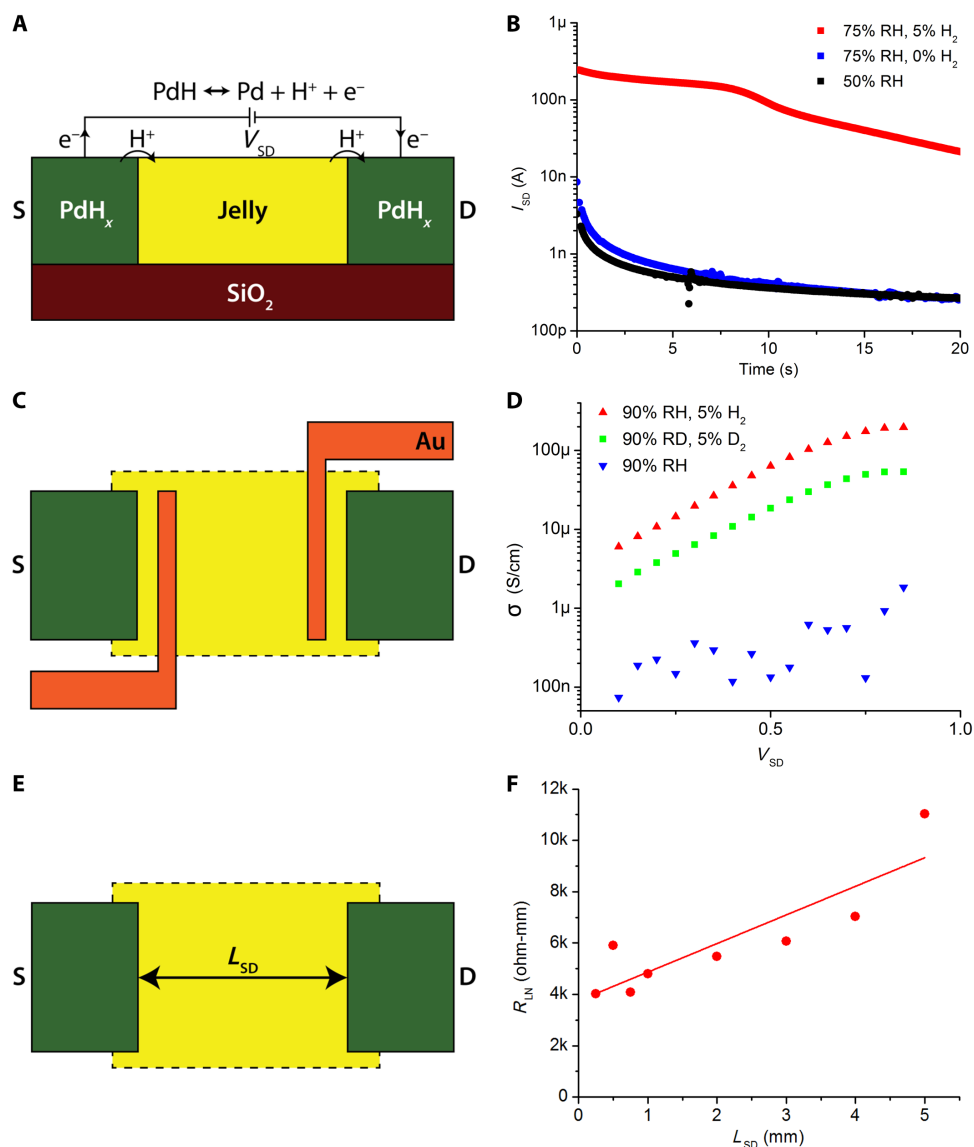 A
PdH ↔ Pd + H⁺ + e⁻
e⁻ H⁺ V_SD H⁺ e⁻
S PdHₓ Jelly PdHₓ D
SiO₂
B
1µ
100n
10n
1n
100p
I_SD (A)
75% RH, 5% H₂
75% RH, 0% H₂
50% RH
0 5 10 15 20
Time (s)
C
Au
S D
D
100µ
10µ
1µ
100n
σ (S/cm)
90% RH, 5% H₂
90% RD, 5% D₂
90% RH
0.0 0.5 1.0
V_SD
E
S L_SD D
F
12k
10k
8k
6k
4k
2k
0
R_LN (ohm-mm)
0 1 2 3 4 5
L_SD (mm)